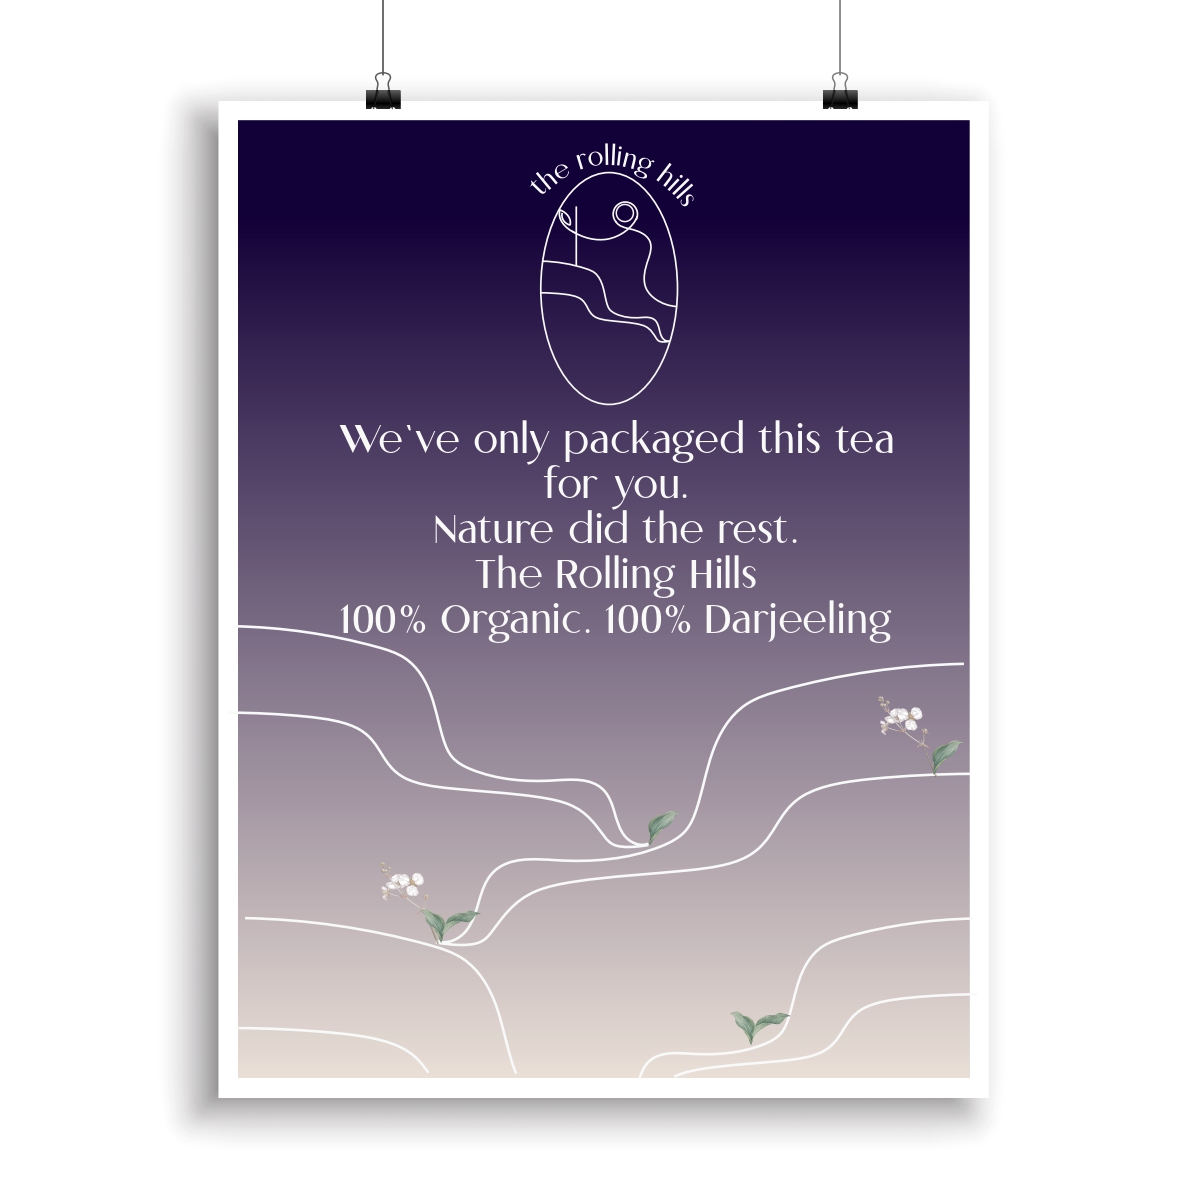 the rolling hills
We`ve only packaged this tea
for you.
Nature did the rest.
The Rolling Hills
100% Organic. 100% Darjeeling